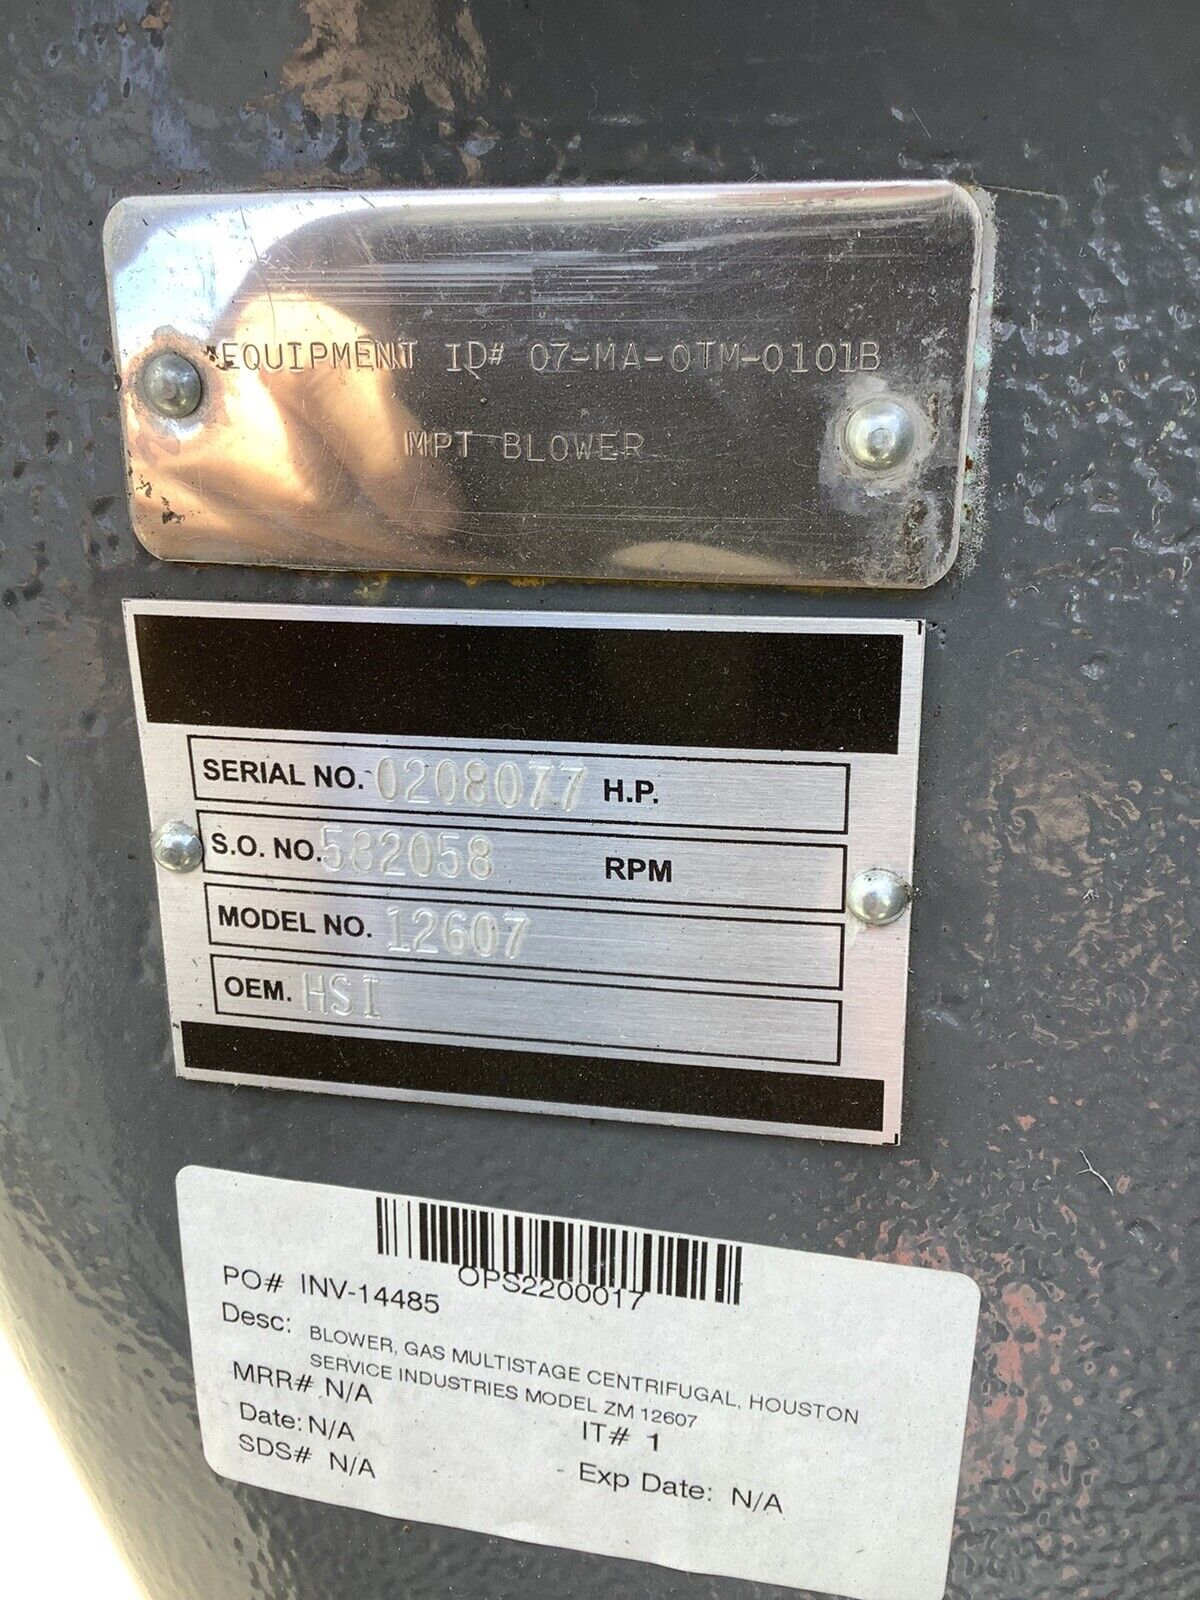 EQUIPMENT ID# 07-MA-0TM-0101B
MPT BLOWER
SERIAL NO. 0208077 H.P.
S.O. NO. 582058 RPM
MODEL NO. 12607
OEM. HSI
OPS2200017
PO# INV-14485
Desc: BLOWER, GAS MULTISTAGE CENTRIFUGAL, HOUSTON
SERVICE INDUSTRIES MODEL ZM 12607
MRR# N/A
IT# 1
Date: N/A
Exp Date: N/A
SDS# N/A